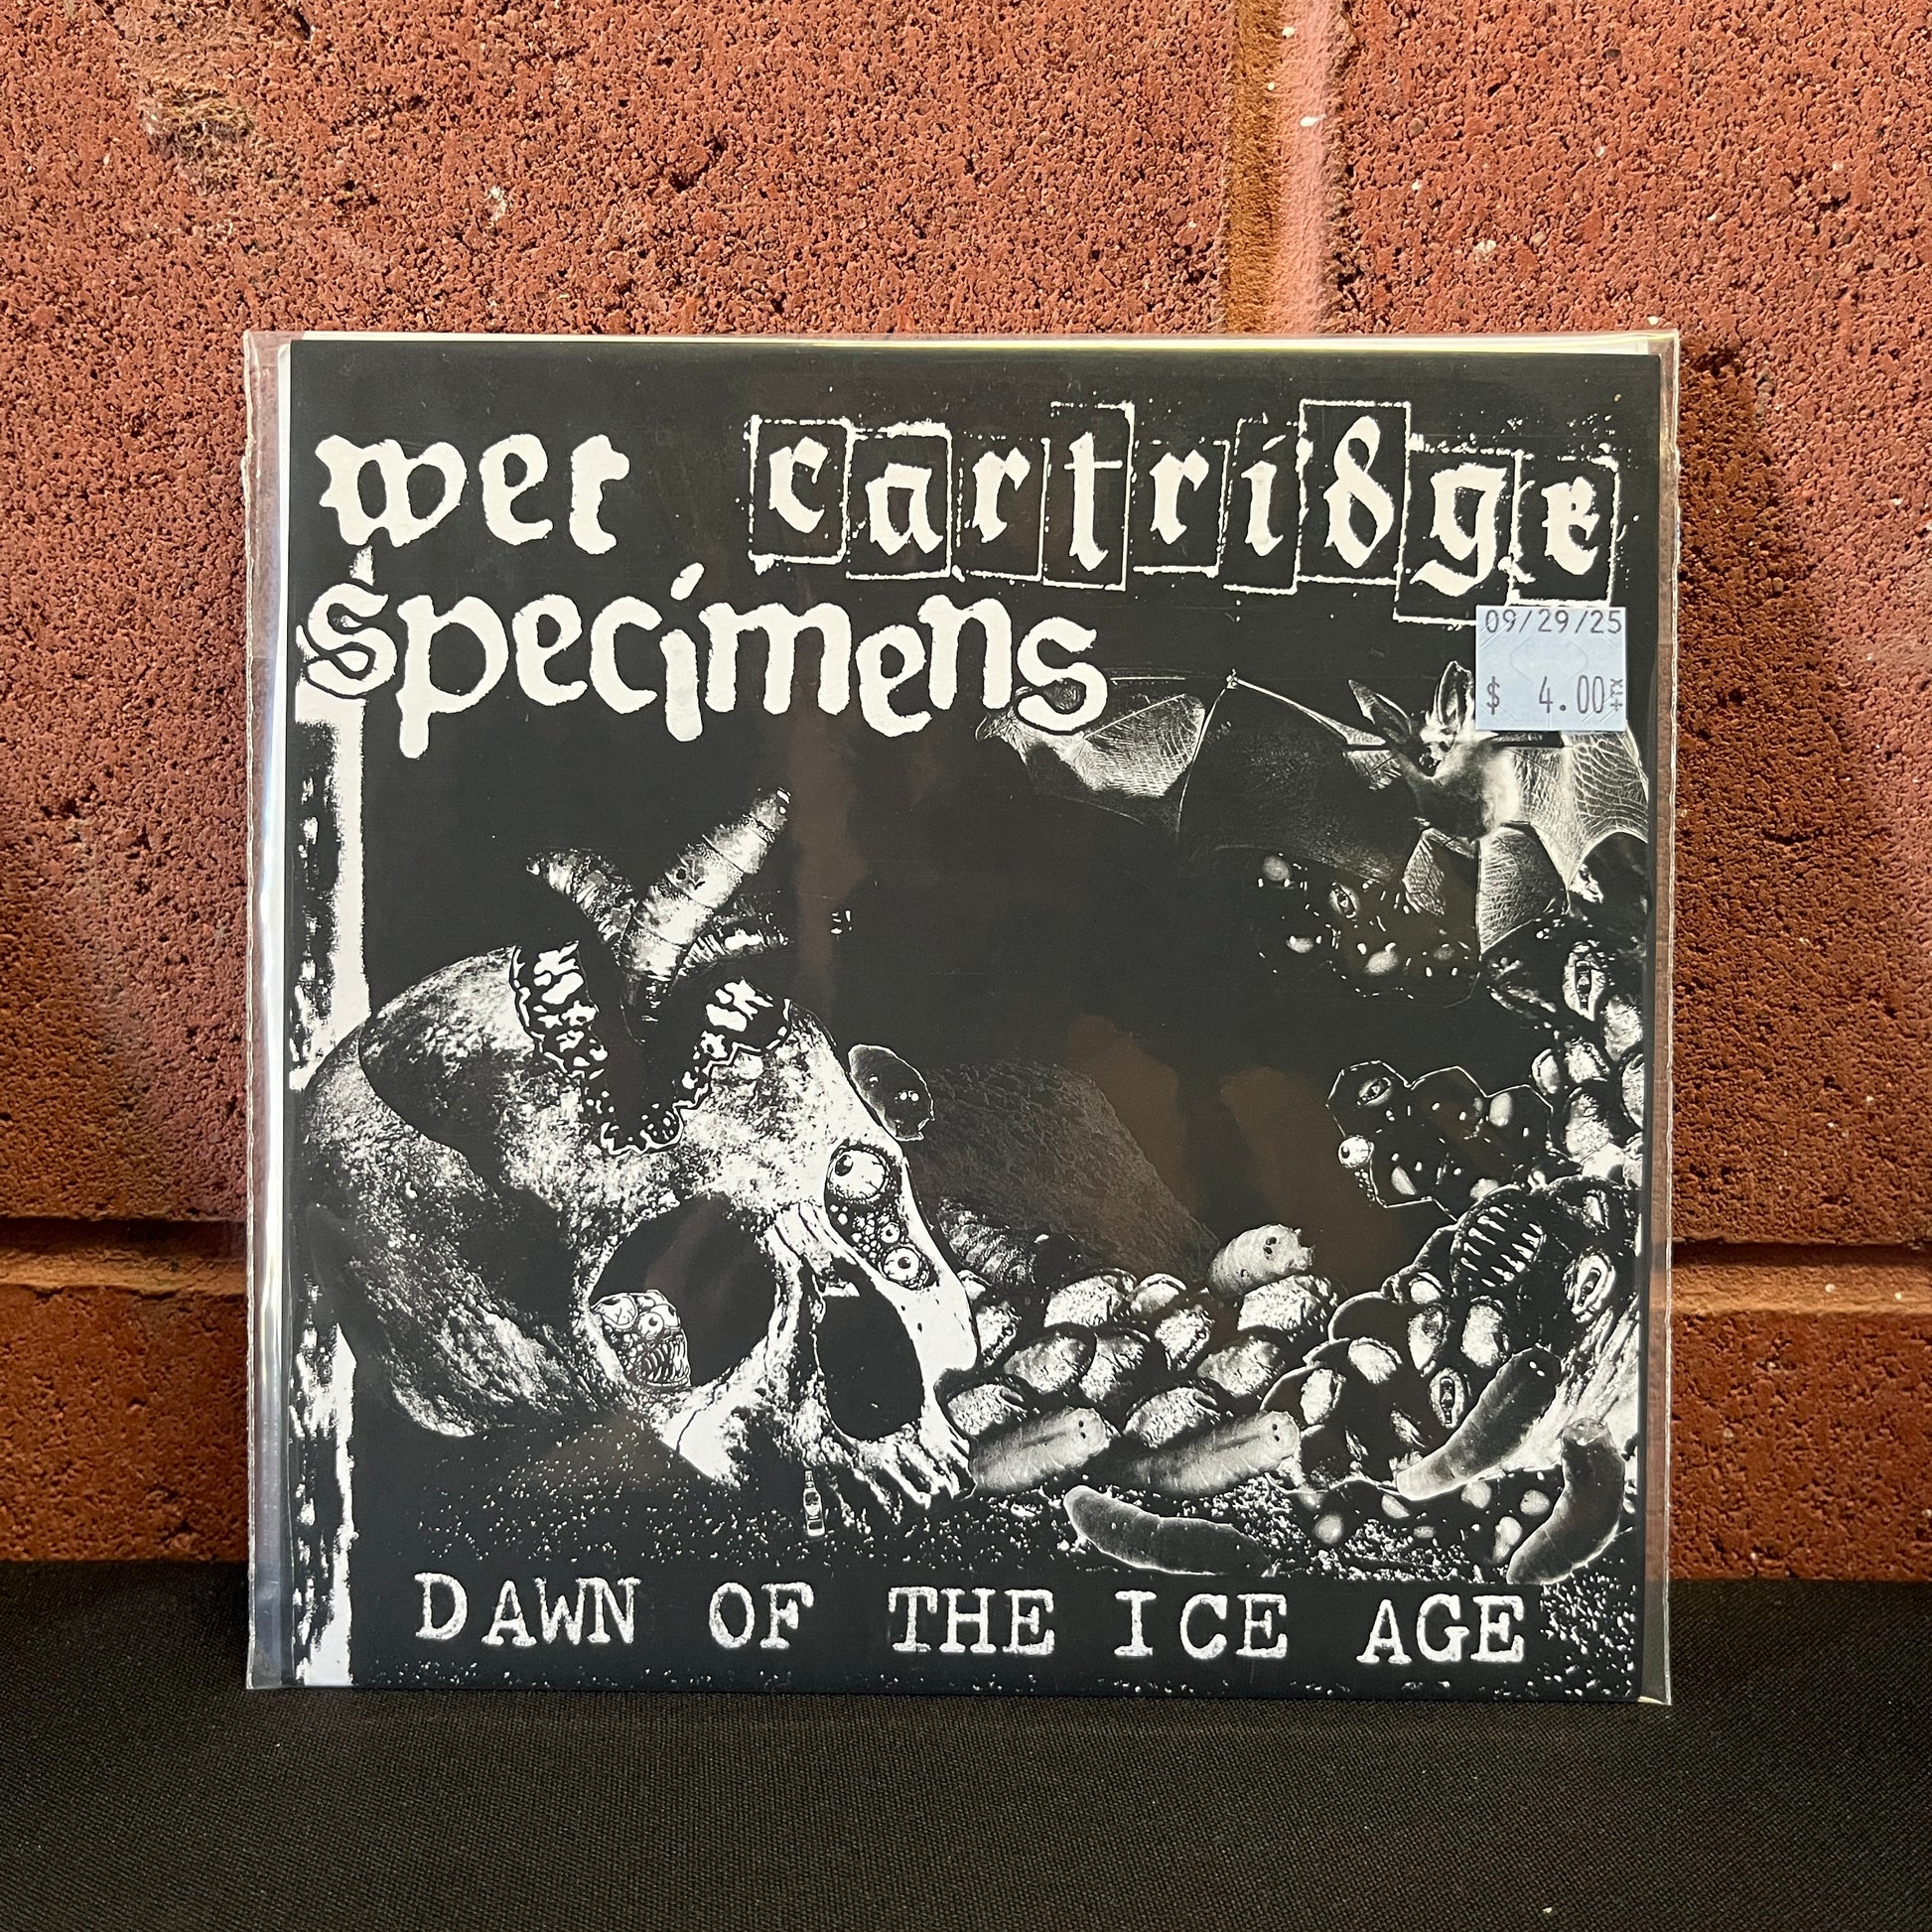 wet cartridge
specimens
09/29/25
$ 4.00
DAWN OF THE ICE AGE